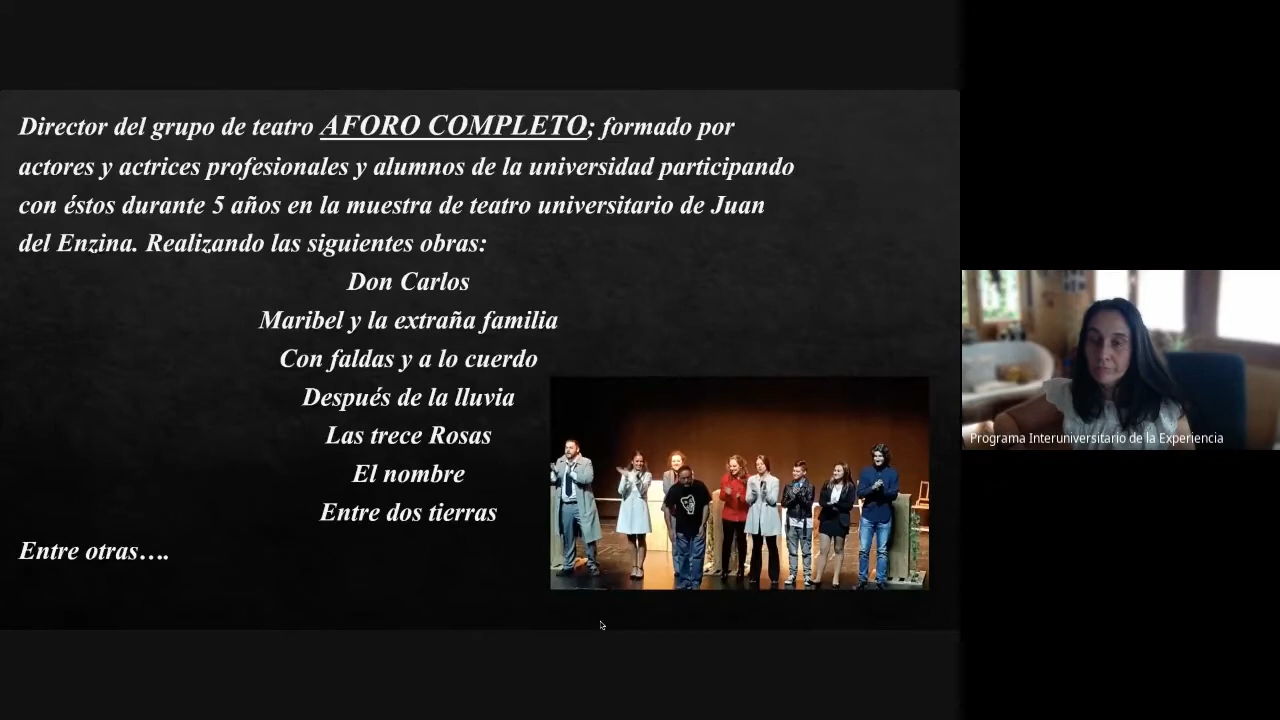 Director del grupo de teatro AFORO COMPLETO; formado por
actores y actrices profesionales y alumnos de la universidad participando
con éstos durante 5 años en la muestra de teatro universitario de Juan
del Enzina. Realizando las siguientes obras:
Don Carlos
Maribel y la extraña familia
Con faldas y a lo cuerdo
Después de la lluvia
Las trece Rosas
El nombre
Entre dos tierras
Entre otras….
Programa Interuniversitario de la Experiencia